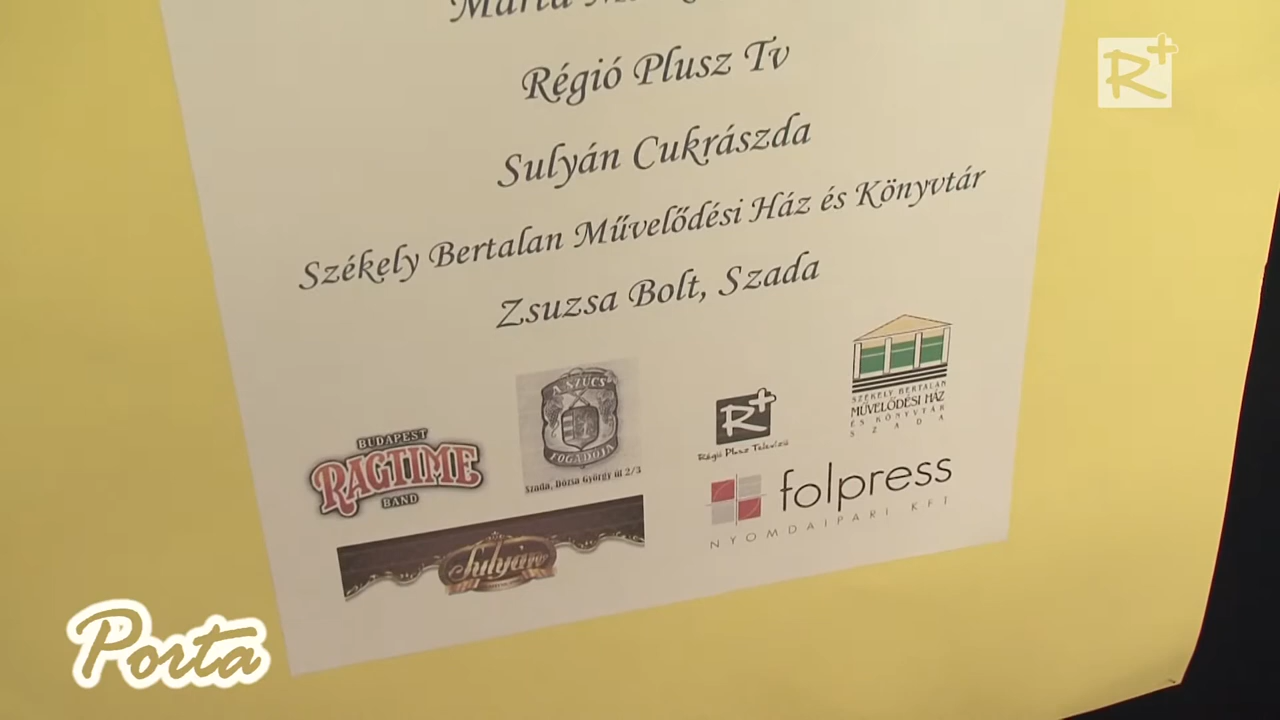 Régió Plusz Tv
Sulyán Cukrászda
Székely Bertalan Művelődési Ház és Könyvtár
Zsuzsa Bolt, Szada
BUDAPEST
RAGTIME
BAND
A SZÜCS
FOGADÓJA
Szada, Dózsa György út 2/3
R+
Régió Plusz Televízió
SZÉKELY BERTALAN
MŰVELŐDÉSI HÁZ
ÉS KÖNYVTÁR
SZADA
Sulyán
folpress
NYOMDAIPARI KFT
Porta
R+